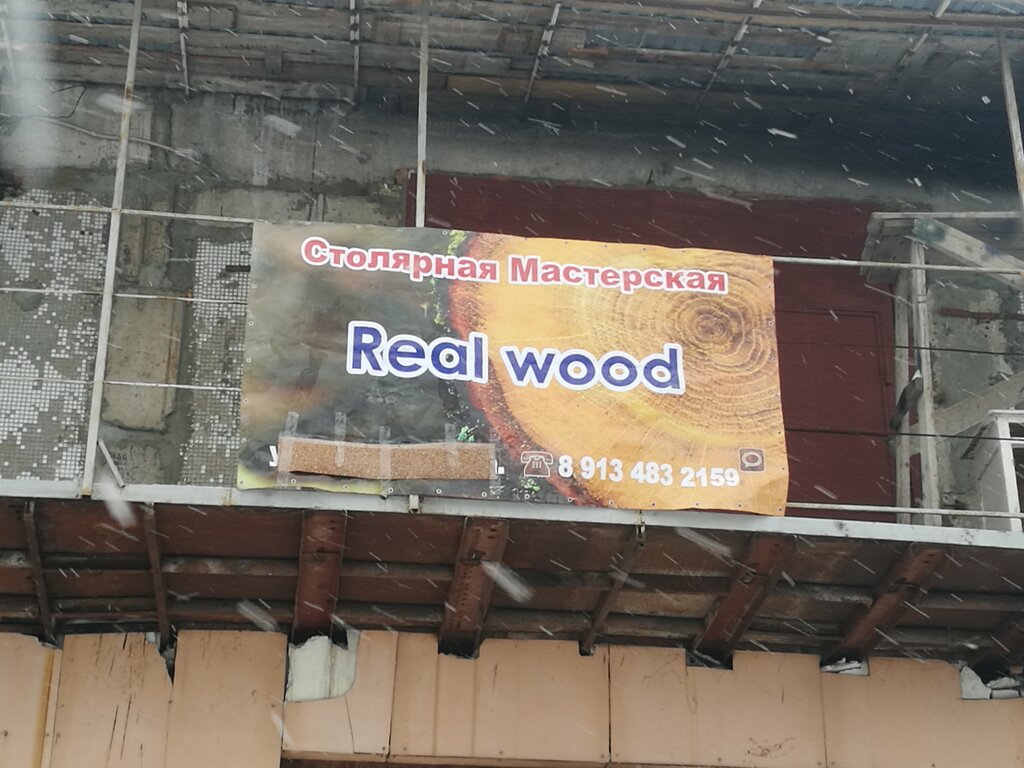 Столярная Мастерская
Real wood
8 913 483 2159